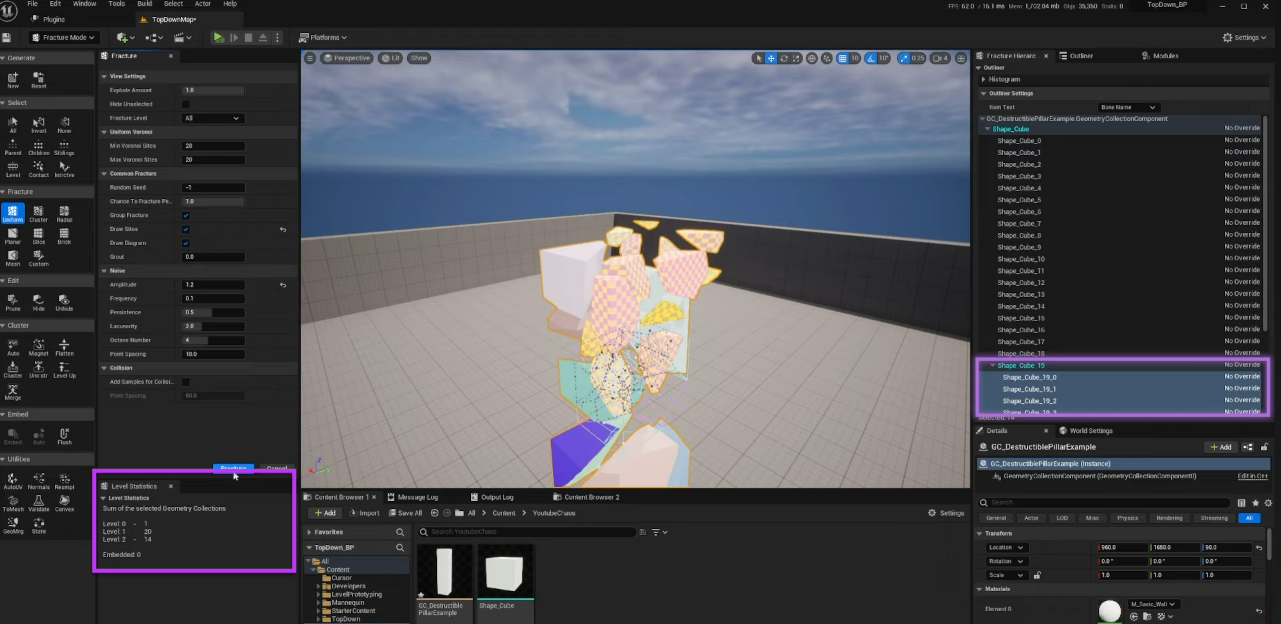 File Edit Window Tools Build Select Actor Help
FPS: 62.0 / 16.1 ms Mem: 1,702.04 mb Objs: 35,350 Stalls: 0
TopDown_BP
Plugins
TopDownMap*
Fracture Mode
Platforms
Settings
Generate
New Reset
Select
All Invert None
Parent Children Siblings
Level Contact
Fracture
Uniform Cluster Radial
Planar Slice Brick
Mesh Custom
Edit
Prune Hide Unhide
Cluster
Auto Magnet Flatten
Cluster Level Up
Merge
Embed
Embed Auto Flush
Utilities
AutoUV Normals
ToMesh Validate Convex
State
Fracture
View Settings
Explode Amount 1.0
Hide Unselected
Fracture Level All
Uniform Voronoi
Min Voronoi Sites 20
Max Voronoi Sites 20
Common Fracture
Random Seed -1
Chance To Fracture Pe.. 1.0
Group Fracture
Draw Sites
Draw Diagram
Grout 0.0
Noise
Amplitude 1.2
Frequency 0.1
Persistence 0.5
Lacunarity 2.0
Octave Number 4
Point Spacing 10.0
Collision
Add Samples for Collisi..
Point Spacing 50.0
Fracture Cancel
Level Statistics
Level Statistics
Sum of the selected Geometry Collections
Level: 0 - 1
Level: 1 20
Level: 2 - 14
Embedded: 0
Perspective Lit Show
10 10° 0.25 4
Fracture Hierarc Outliner Modules
Outliner
Histogram
Outliner Settings
Item Text Bone Name
GC_DestructiblePillarExample.GeometryCollectionComponent
Shape_Cube No Override
Shape_Cube_0 No Override
Shape_Cube_1 No Override
Shape_Cube_2 No Override
Shape_Cube_3 No Override
Shape_Cube_4 No Override
Shape_Cube_5 No Override
Shape_Cube_6 No Override
Shape_Cube_7 No Override
Shape_Cube_8 No Override
Shape_Cube_9 No Override
Shape_Cube_10 No Override
Shape_Cube_11 No Override
Shape_Cube_12 No Override
Shape_Cube_13 No Override
Shape_Cube_14 No Override
Shape_Cube_15 No Override
Shape_Cube_16 No Override
Shape_Cube_17 No Override
Shape_Cube_18 No Override
Shape_Cube_19 No Override
Shape_Cube_19_0 No Override
Shape_Cube_19_1 No Override
Shape_Cube_19_2 No Override
Shape_Cube_19_3 No Override
Selected: 14
Details World Settings
GC_DestructiblePillarExample
Add
GC_DestructiblePillarExample (Instance)
GeometryCollectionComponent (GeometryCollectionComponent0) Edit in C++
Search
General Actor LOD Misc Physics Rendering Streaming All
Transform
Location 960.0 1660.0 90.0
Rotation 0.0° 0.0° 0.0°
Scale 1.0 1.0 1.0
Materials
Element 0 M_Basic_Wall
Content Browser 1 Message Log Output Log Content Browser 2
Add Import Save All All Content YoutubeChaos Settings
Favorites
TopDown_BP
All
Content
Cursor
Developers
LevelPrototyping
Mannequin
StarterContent
TopDown
Search YoutubeChaos
GC_Destructible
PillarExample
Shape_Cube